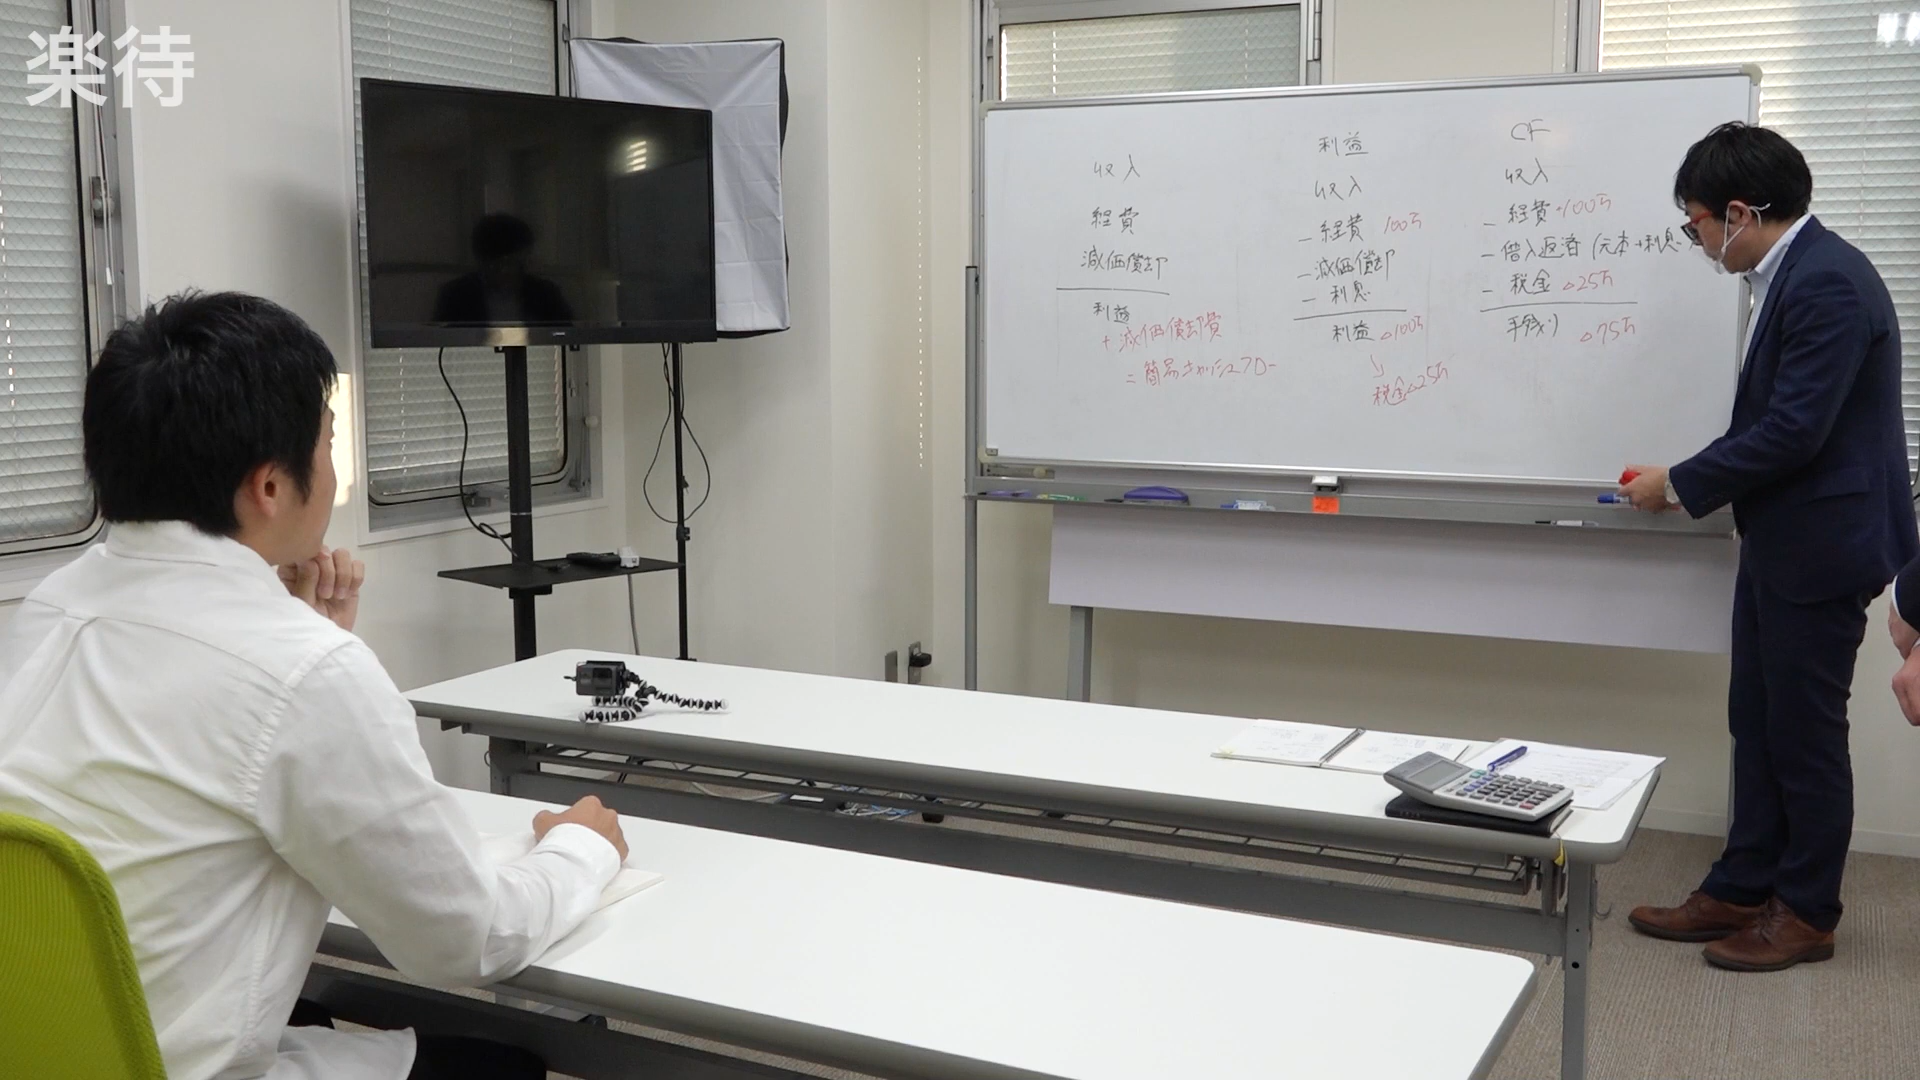 楽待
収入
経費
減価償却
利益
+減価償却費
=簡易キャッシュフロー
利益
収入
-経費 100万
-減価償却
-利息
利益 △100万
↓
税金△25万
CF
収入
-経費 -100万
-借入返済(元本+利息
-税金 △25万
手残り △75万